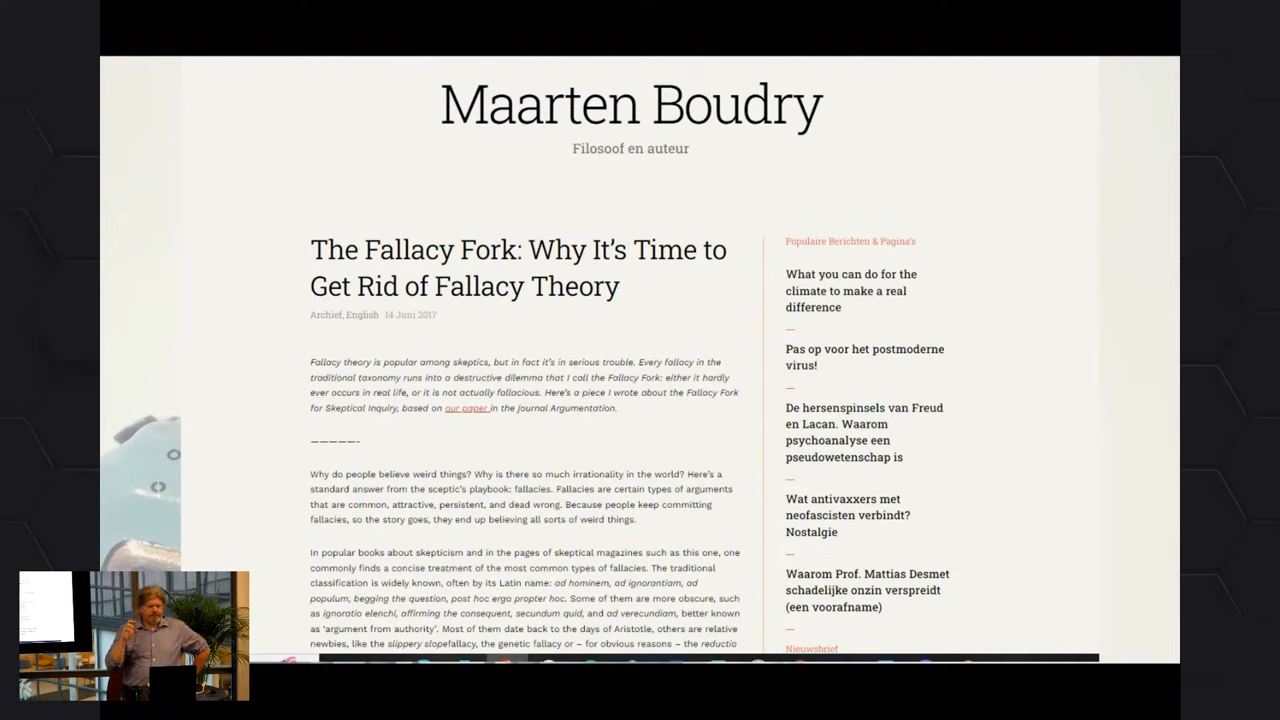 Maarten Boudry
Filosoof en auteur
The Fallacy Fork: Why It's Time to
Get Rid of Fallacy Theory
Archief, English 14 Juni 2017
Fallacy theory is popular among skeptics, but in fact it's in serious trouble. Every fallacy in the
traditional taxonomy runs into a destructive dilemma that I call the Fallacy Fork: either it hardly
ever occurs in real life, or it is not actually fallacious. Here's a piece I wrote about the Fallacy Fork
for Skeptical Inquiry, based on our paper in the journal Argumentation.
——————-
Why do people believe weird things? Why is there so much irrationality in the world? Here's a
standard answer from the sceptic's playbook: fallacies. Fallacies are certain types of arguments
that are common, attractive, persistent, and dead wrong. Because people keep committing
fallacies, so the story goes, they end up believing all sorts of weird things.
In popular books about skepticism and in the pages of skeptical magazines such as this one, one
commonly finds a concise treatment of the most common types of fallacies. The traditional
classification is widely known, often by its Latin name: ad hominem, ad ignorantiam, ad
populum, begging the question, post hoc ergo propter hoc. Some of them are more obscure, such
as ignoratio elenchi, affirming the consequent, secundum quid, and ad verecundiam, better known
as 'argument from authority'. Most of them date back to the days of Aristotle, others are relative
newbies, like the slippery slopefallacy, the genetic fallacy or – for obvious reasons – the reductio
Populaire Berichten & Pagina's
What you can do for the
climate to make a real
difference
—
Pas op voor het postmoderne
virus!
—
De hersenspinsels van Freud
en Lacan. Waarom
psychoanalyse een
pseudowetenschap is
—
Wat antivaxxers met
neofascisten verbindt?
Nostalgie
—
Waarom Prof. Mattias Desmet
schadelijke onzin verspreidt
(een voorafname)
—
Nieuwsbrief